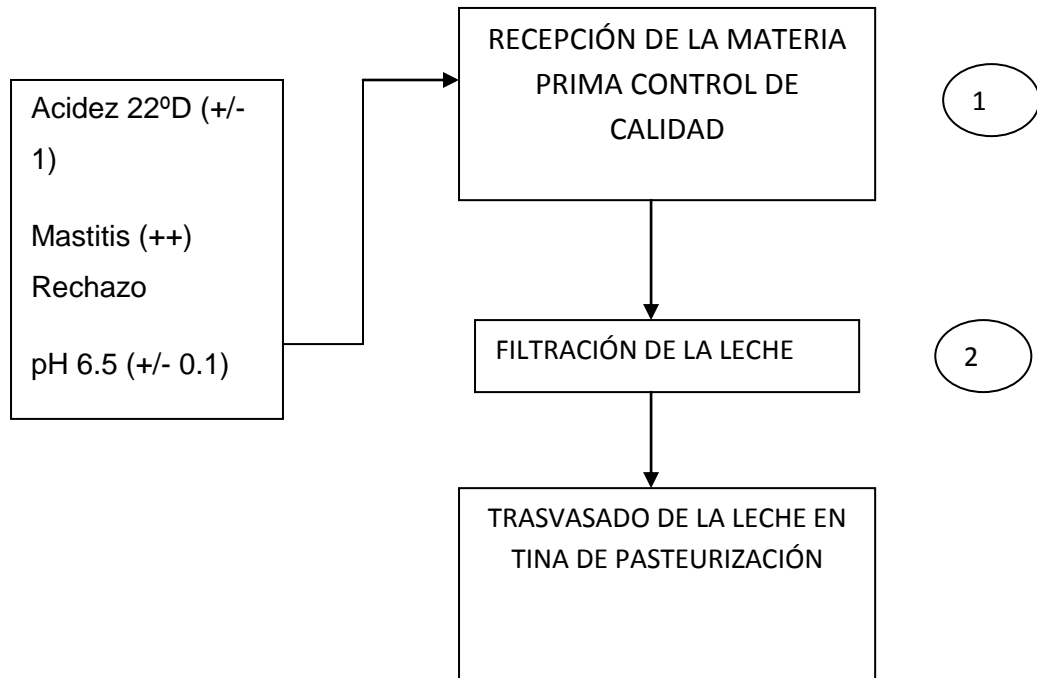 RECEPCIÓN DE LA MATERIA
PRIMA CONTROL DE
CALIDAD
1
Acidez 22ºD (+/-
1)
Mastitis (++)
Rechazo
pH 6.5 (+/- 0.1)
FILTRACIÓN DE LA LECHE
2
TRASVASADO DE LA LECHE EN
TINA DE PASTEURIZACIÓN